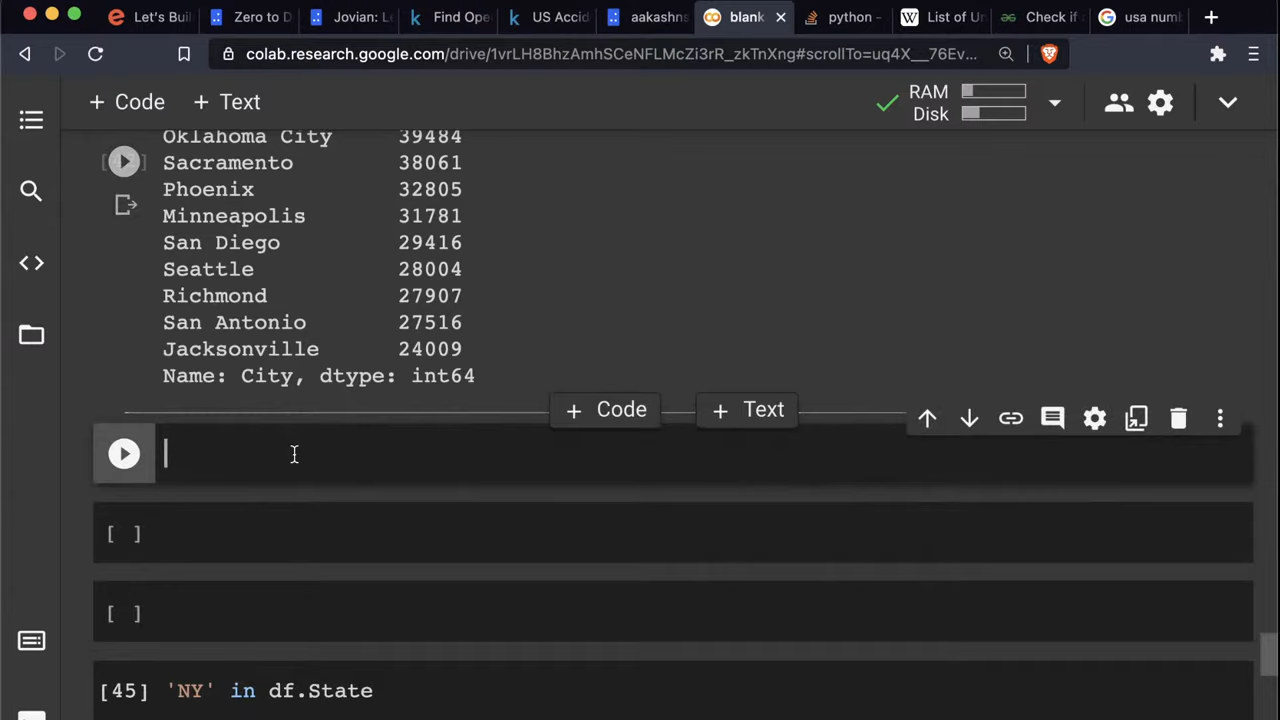 Let's Buil
Zero to D
Jovian: Le
Find Ope
US Accid
aakashns
blank
python -
List of Un
Check if
usa numb
colab.research.google.com/drive/1vrLH8BhzAmhSCeNFLMcZi3rR_zkTnXng#scrollTo=uq4X__76Ev...
+ Code + Text
RAM
Disk
Oklahoma City 39484
Sacramento 38061
Phoenix 32805
Minneapolis 31781
San Diego 29416
Seattle 28004
Richmond 27907
San Antonio 27516
Jacksonville 24009
Name: City, dtype: int64
+ Code + Text
[ ]
[ ]
[45] 'NY' in df.State